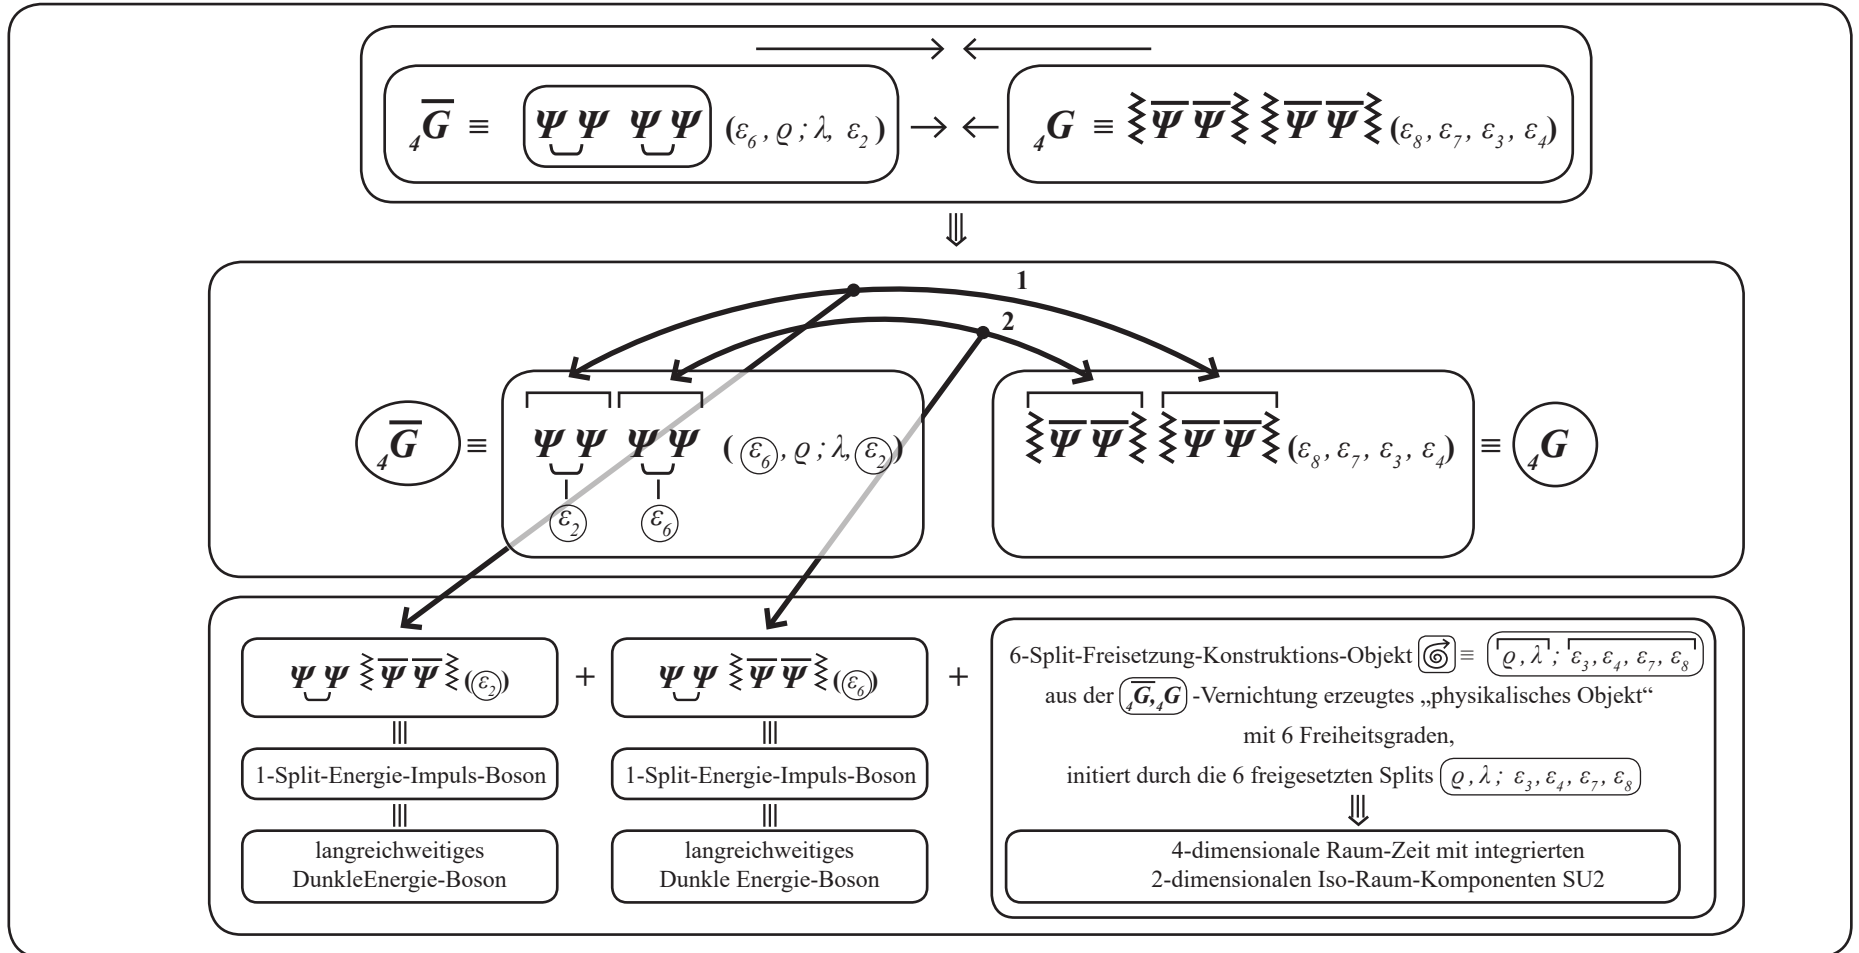 ₄G̅ ≡ ΨΨ ΨΨ (ε₆, ϱ ; λ, ε₂) → ← ₄G ≡ Ψ̅ Ψ̅ Ψ̅ Ψ̅ (ε₈, ε₇, ε₃, ε₄)
⇓
1
2
₄G̅ ≡ ΨΨ ΨΨ (ε₆, ϱ ; λ, ε₂) Ψ̅ Ψ̅ Ψ̅ Ψ̅ (ε₈, ε₇, ε₃, ε₄) ≡ ₄G
ε₂ ε₆
ΨΨ Ψ̅ Ψ̅ (ε₂) + ΨΨ Ψ̅ Ψ̅ (ε₆) +
1-Split-Energie-Impuls-Boson
langreichweitiges
DunkleEnergie-Boson
1-Split-Energie-Impuls-Boson
langreichweitiges
Dunkle Energie-Boson
6-Split-Freisetzung-Konstruktions-Objekt ≡ ϱ, λ ; ε₃, ε₄, ε₇, ε₈
aus der ₄G̅, ₄G -Vernichtung erzeugtes „physikalisches Objekt“
mit 6 Freiheitsgraden,
initiiert durch die 6 freigesetzten Splits ϱ, λ ; ε₃, ε₄, ε₇, ε₈
⇓
4-dimensionale Raum-Zeit mit integrierten
2-dimensionalen Iso-Raum-Komponenten SU2